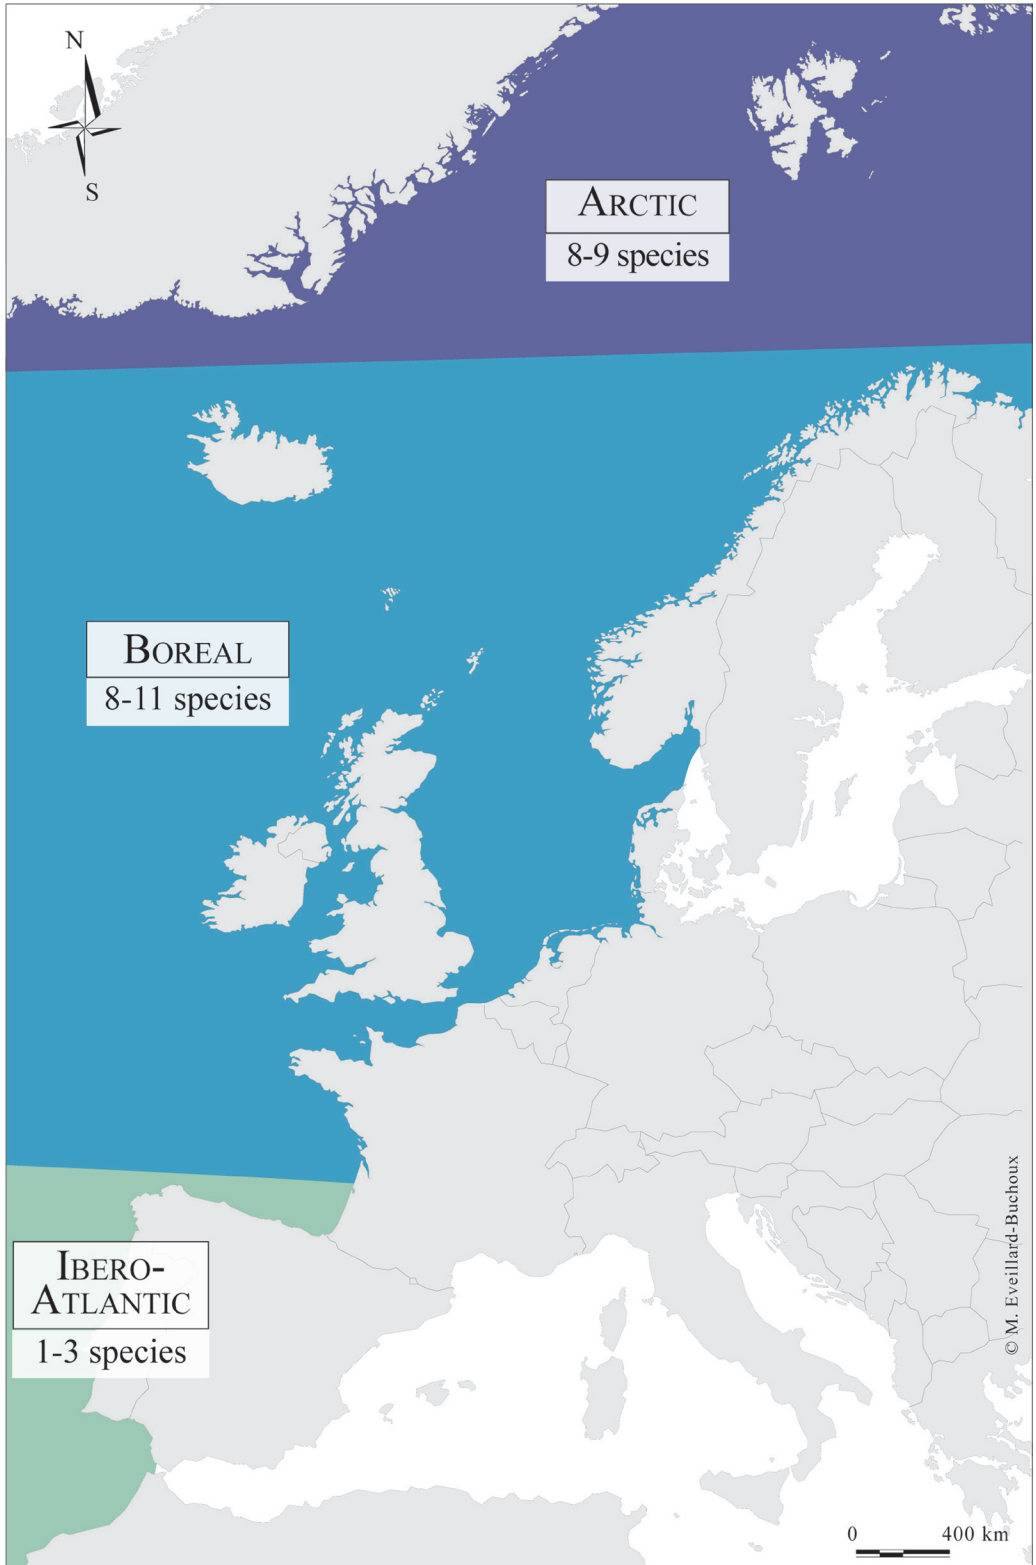 N
S
ARCTIC
8-9 species
BOREAL
8-11 species
IBERO-
ATLANTIC
1-3 species
© M. Eveillard-Buchoux
0 400 km